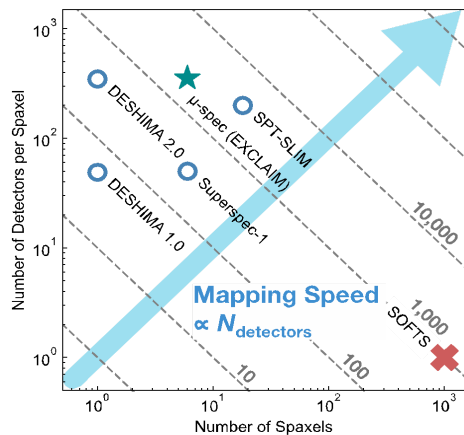 10³
10²
10¹
10⁰
Number of Detectors per Spaxel
DESHIMA 2.0
DESHIMA 1.0
μ-spec (EXCLAIM)
Superspec-1
SPT-SLIM
SOFTS
Mapping Speed
∝ Ndetectors
10,000
1,000
100
10
10⁰
10¹
10²
10³
Number of Spaxels